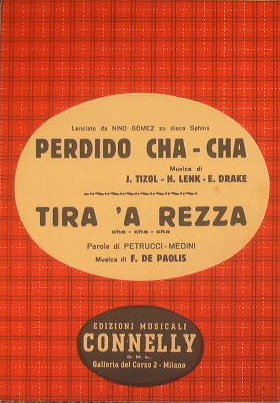 Lanciato da NINO GOMEZ su disco Sphinx
PERDIDO CHA - CHA
Musica di
J. TIZOL - H. LENK - E. DRAKE
TIRA 'A REZZA
cha - cha - cha
Parole di PETRUCCI - MEDINI
Musica di F. DE PAOLIS
EDIZIONI MUSICALI
CONNELLY
Galleria del Corso 2 - Milano